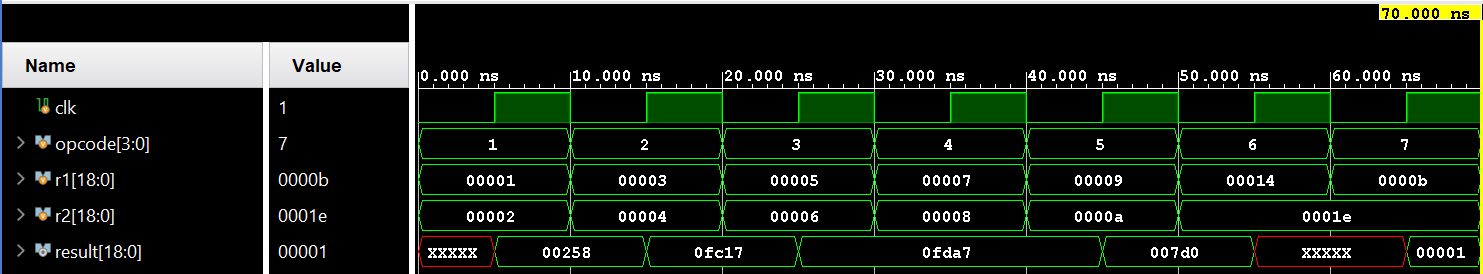 70.000 ns
Name Value
0.000 ns 10.000 ns 20.000 ns 30.000 ns 40.000 ns 50.000 ns 60.000 ns
clk 1
opcode[3:0] 7 1 2 3 4 5 6 7
r1[18:0] 0000b 00001 00003 00005 00007 00009 00014 0000b
r2[18:0] 0001e 00002 00004 00006 00008 0000a 0001e
result[18:0] 00001 XXXXX 00258 0fc17 0fda7 007d0 XXXXX 00001